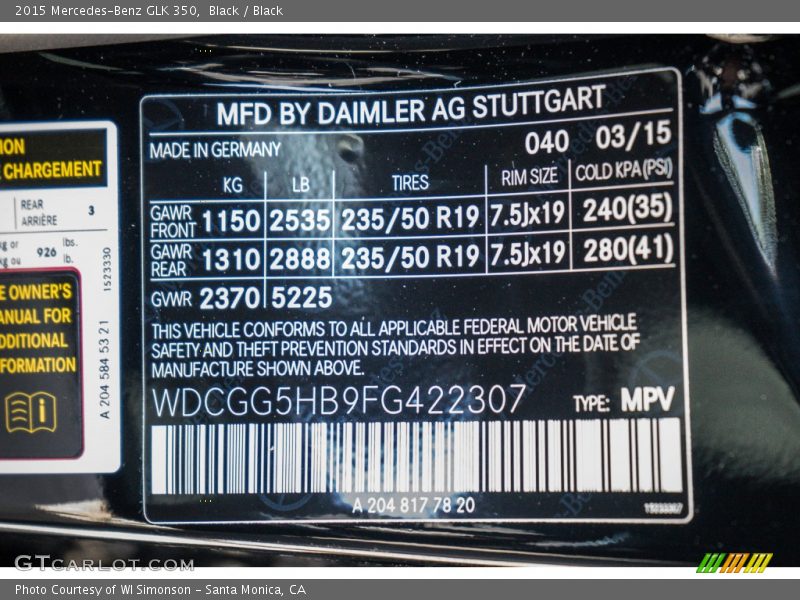 2015 Mercedes-Benz GLK 350,  Black / Black
MFD BY DAIMLER AG STUTTGART
MADE IN GERMANY 040 03/15
KG LB TIRES RIM SIZE COLD KPA(PSI)
GAWR FRONT 1150 2535 235/50 R19 7.5Jx19 240(35)
GAWR REAR 1310 2888 235/50 R19 7.5Jx19 280(41)
GVWR 2370 5225
THIS VEHICLE CONFORMS TO ALL APPLICABLE FEDERAL MOTOR VEHICLE
SAFETY AND THEFT PREVENTION STANDARDS IN EFFECT ON THE DATE OF
MANUFACTURE SHOWN ABOVE.
WDCGG5HB9FG422307 TYPE: MPV
A 204 817 78 20
ION
CHARGEMENT
REAR
ARRIÈRE 3
kg or
kg ou 926 lbs.
lb.
E OWNER'S
ANUAL FOR
DDITIONAL
FORMATION
A 204 584 53 21 1523330
GTCARLOT.COM
Photo Courtesy of WI Simonson – Santa Monica, CA